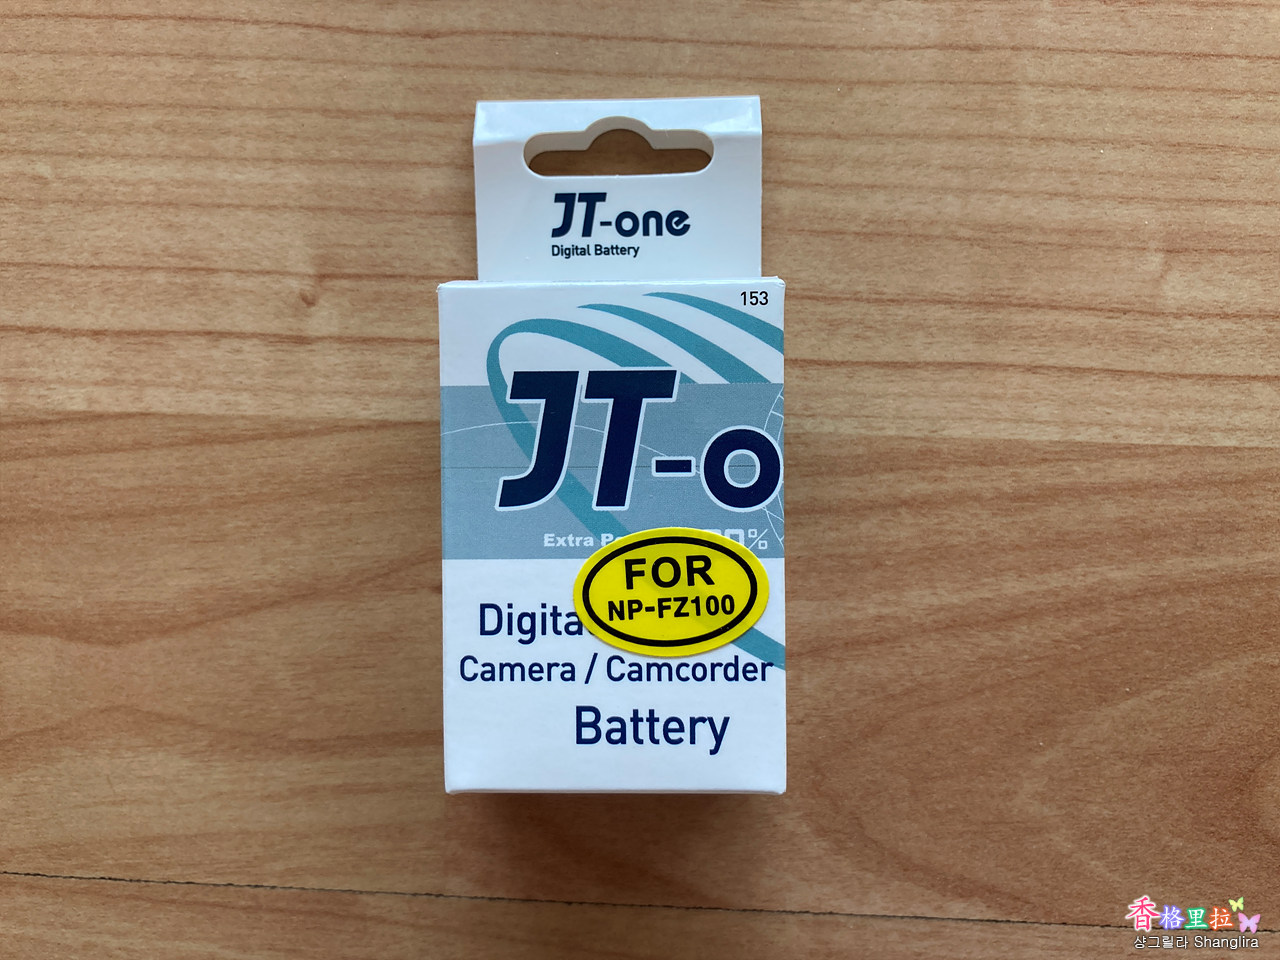 JT-one
Digital Battery
153
JT-o
Extra
FOR
NP-FZ100
Camera / Camcorder
Battery
香格里拉
샹그릴라 Shanglira